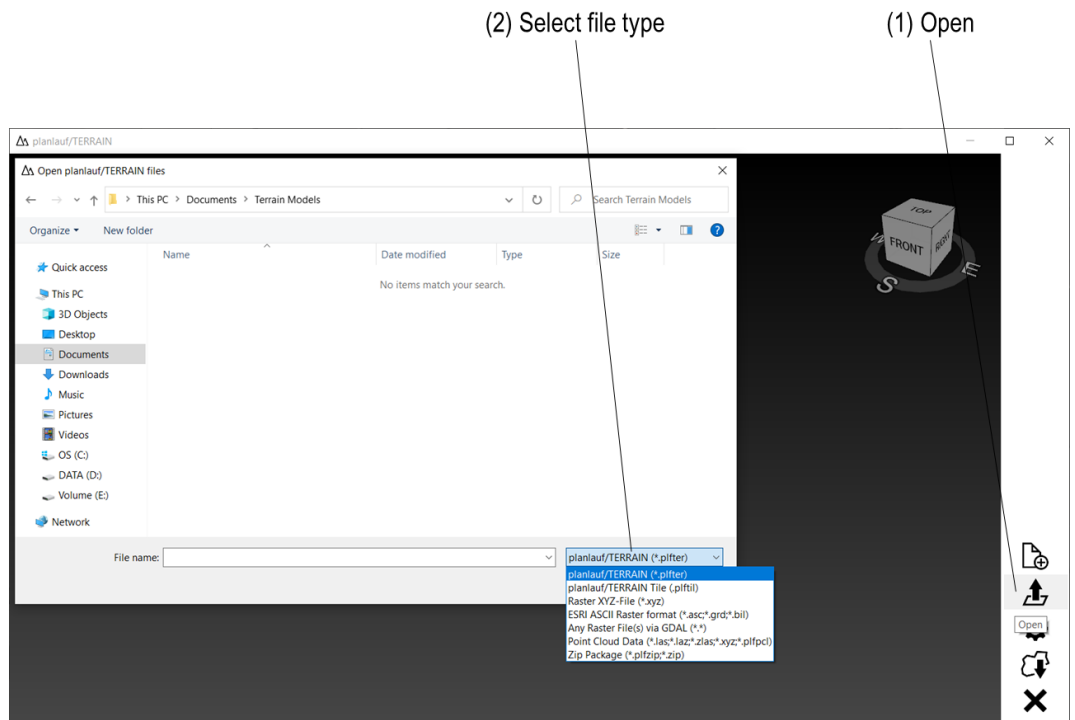 (2) Select file type
(1) Open
planlauf/TERRAIN
Open planlauf/TERRAIN files
This PC > Documents > Terrain Models
Search Terrain Models
Organize
New folder
Name
Date modified
Type
Size
No items match your search.
Quick access
This PC
3D Objects
Desktop
Documents
Downloads
Music
Pictures
Videos
OS (C:)
DATA (D:)
Volume (E:)
Network
TOP
FRONT
RIGHT
W
S
E
File name:
planlauf/TERRAIN (*.plfter)
planlauf/TERRAIN (*.plfter)
planlauf/TERRAIN Tile (.plftil)
Raster XYZ-File (*.xyz)
ESRI ASCII Raster format (*.asc;*.grd;*.bil)
Any Raster File(s) via GDAL (*.*)
Point Cloud Data (*.las;*.laz;*.zlas;*.xyz;*.plfpcl)
Zip Package (*.plfzip;*.zip)
Open